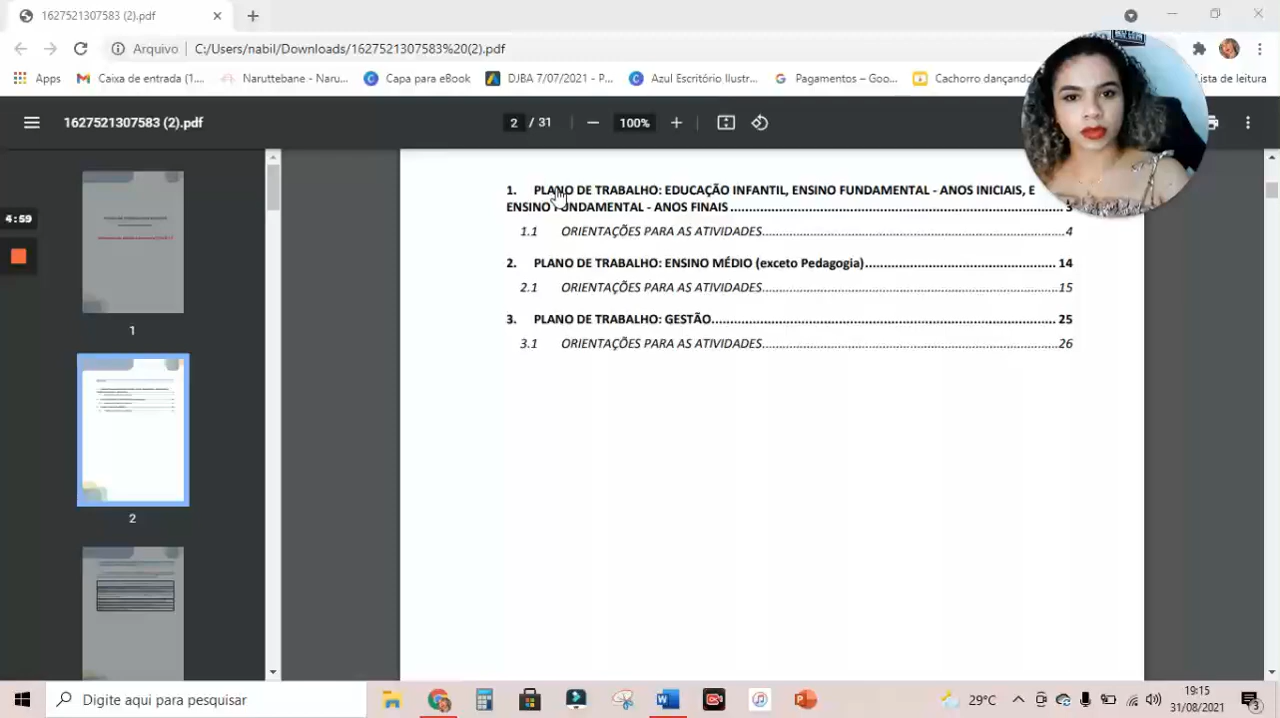 1627521307583 (2).pdf
Arquivo C:/Users/nabil/Downloads/1627521307583%20(2).pdf
Apps Caixa de entrada (1.... Naruttebane - Naru... Capa para eBook DJBA 7/07/2021 - P... Azul Escritório Ilustr... Pagamentos – Goo... Cachorro dançando Lista de leitura
1627521307583 (2).pdf 2 / 31 100%
1. PLANO DE TRABALHO: EDUCAÇÃO INFANTIL, ENSINO FUNDAMENTAL - ANOS INICIAIS, E
ENSINO FUNDAMENTAL - ANOS FINAIS 3
1.1 ORIENTAÇÕES PARA AS ATIVIDADES 4
2. PLANO DE TRABALHO: ENSINO MÉDIO (exceto Pedagogia) 14
2.1 ORIENTAÇÕES PARA AS ATIVIDADES 15
3. PLANO DE TRABALHO: GESTÃO 25
3.1 ORIENTAÇÕES PARA AS ATIVIDADES 26
4:59
1
2
Digite aqui para pesquisar
29°C
19:15
31/08/2021
3